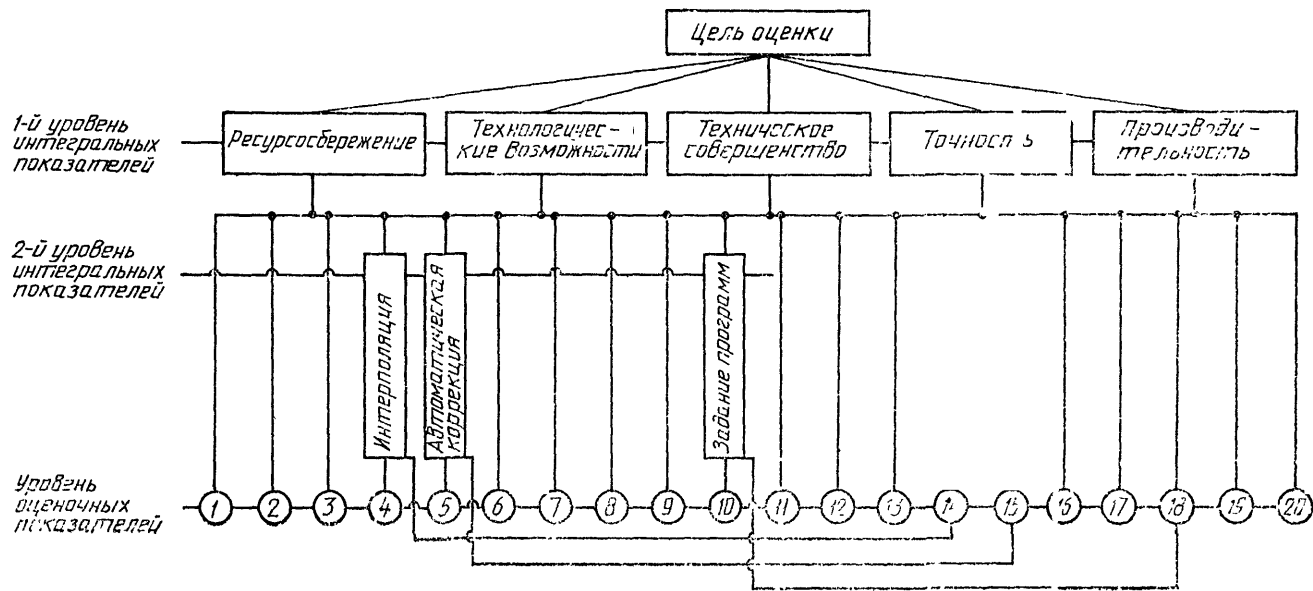 Цель оценки
1-й уровень
интегральных
показателей
Ресурсосбережение
Технологичес-
кие возможности
Техническое
совершенство
Точность
Производи-
тельность
2-й уровень
интегральных
показателей
Интерполяция
Автоматическая
коррекция
Задание программ
Уровень
оценочных
показателей
1 2 3 4 5 6 7 8 9 10 11 12 13 14 15 16 17 18 19 20